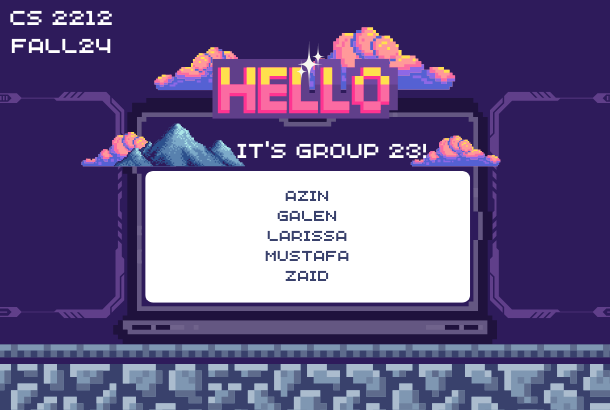 CS 2212
FALL24
HELLO
IT'S GROUP 23!
AZIN
GALEN
LARISSA
MUSTAFA
ZAID